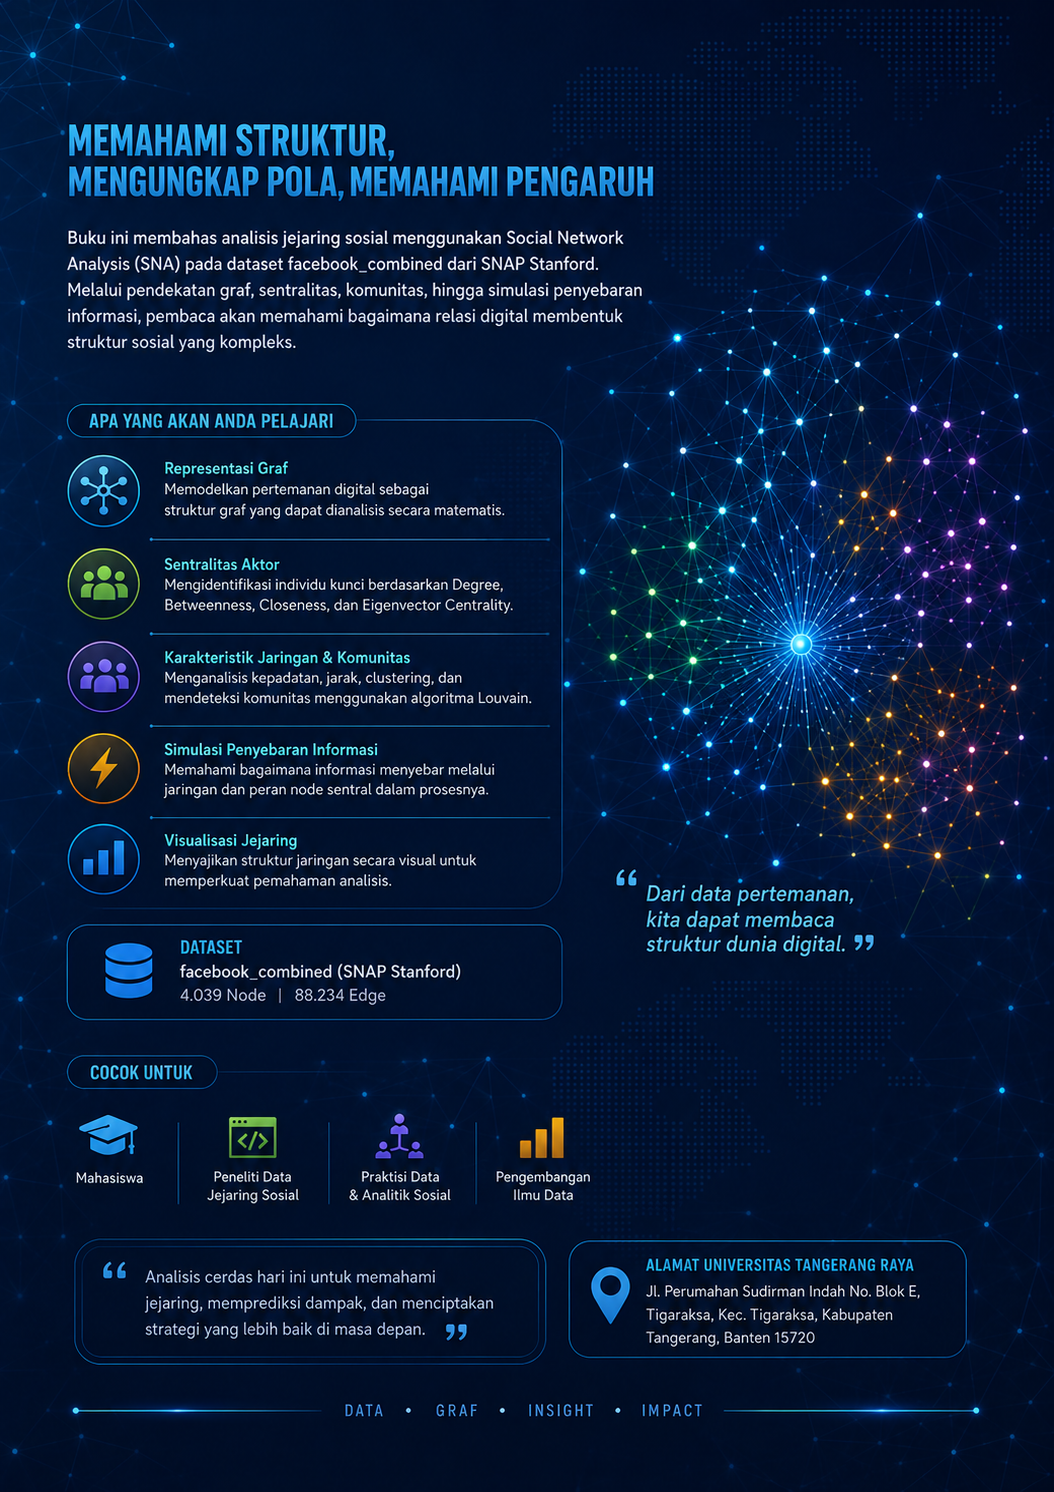 MEMAHAMI STRUKTUR,
MENGUNGKAP POLA, MEMAHAMI PENGARUH
Buku ini membahas analisis jejaring sosial menggunakan Social Network
Analysis (SNA) pada dataset facebook_combined dari SNAP Stanford.
Melalui pendekatan graf, sentralitas, komunitas, hingga simulasi penyebaran
informasi, pembaca akan memahami bagaimana relasi digital membentuk
struktur sosial yang kompleks.
APA YANG AKAN ANDA PELAJARI
Representasi Graf
Memodelkan pertemanan digital sebagai
struktur graf yang dapat dianalisis secara matematis.
Sentralitas Aktor
Mengidentifikasi individu kunci berdasarkan Degree,
Betweenness, Closeness, dan Eigenvector Centrality.
Karakteristik Jaringan & Komunitas
Menganalisis kepadatan, jarak, clustering, dan
mendeteksi komunitas menggunakan algoritma Louvain.
Simulasi Penyebaran Informasi
Memahami bagaimana informasi menyebar melalui
jaringan dan peran node sentral dalam prosesnya.
Visualisasi Jejaring
Menyajikan struktur jaringan secara visual untuk
memperkuat pemahaman analisis.
“ Dari data pertemanan,
kita dapat membaca
struktur dunia digital. ”
DATASET
facebook_combined (SNAP Stanford)
4.039 Node | 88.234 Edge
COCOK UNTUK
Mahasiswa
Peneliti Data
Jejaring Sosial
Praktisi Data
& Analitik Sosial
Pengembangan
Ilmu Data
“ Analisis cerdas hari ini untuk memahami
jejaring, memprediksi dampak, dan menciptakan
strategi yang lebih baik di masa depan. ”
ALAMAT UNIVERSITAS TANGERANG RAYA
Jl. Perumahan Sudirman Indah No. Blok E,
Tigaraksa, Kec. Tigaraksa, Kabupaten
Tangerang, Banten 15720
DATA • GRAF • INSIGHT • IMPACT